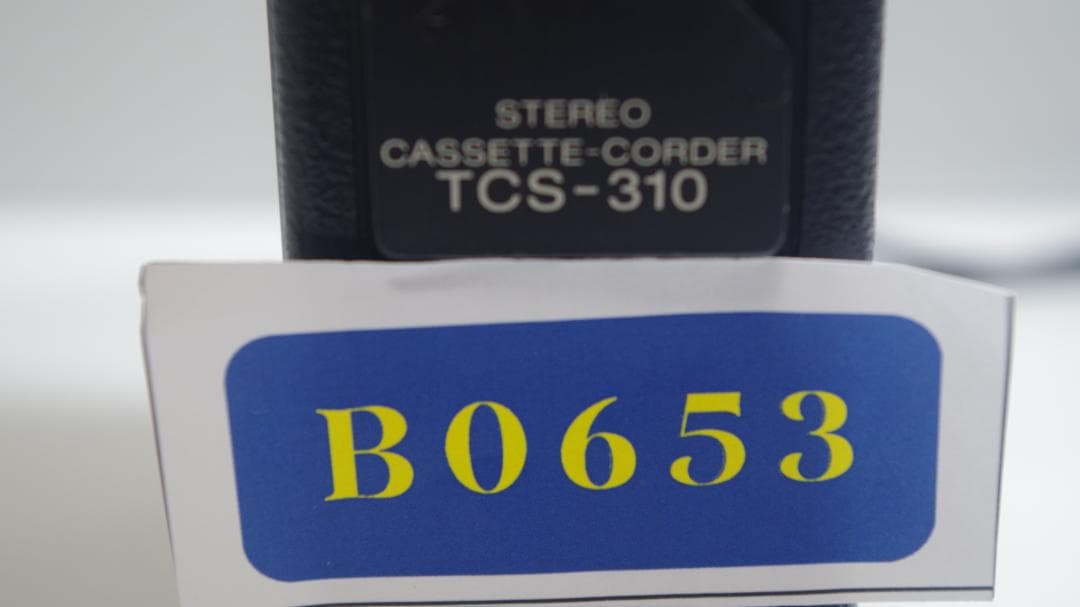 STEREO
CASSETTE-CORDER
TCS-310
B0653